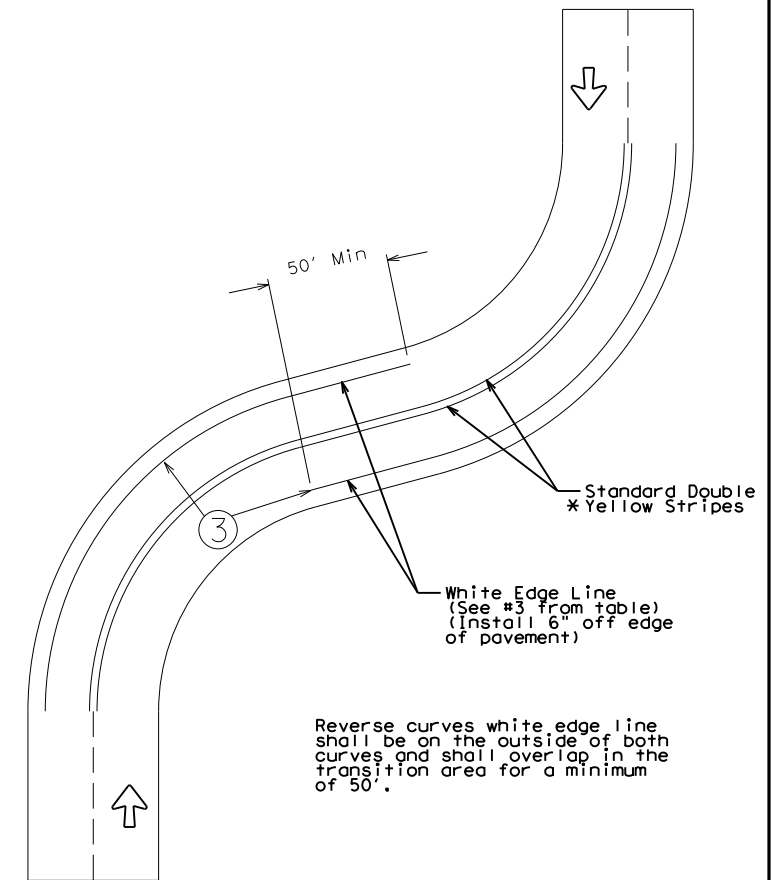 50' Min
Standard Double
* Yellow Stripes
3
White Edge Line
(See #3 from table)
(Install 6" off edge
of pavement)
Reverse curves white edge line
shall be on the outside of both
curves and shall overlap in the
transition area for a minimum
of 50'.